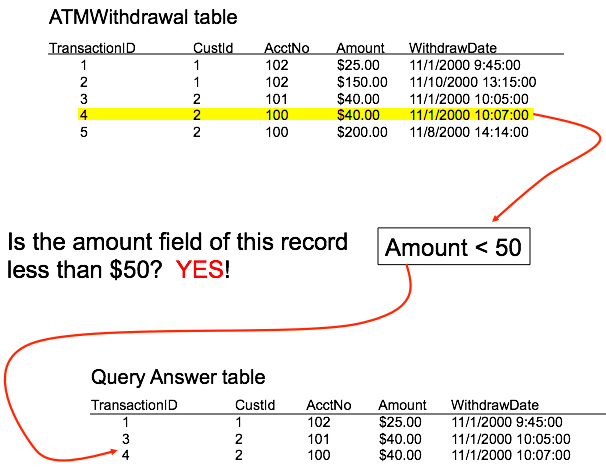 ATMWithdrawal table
TransactionID CustId AcctNo Amount WithdrawDate
1 1 102 $25.00 11/1/2000 9:45:00
2 1 102 $150.00 11/10/2000 13:15:00
3 2 101 $40.00 11/1/2000 10:05:00
4 2 100 $40.00 11/1/2000 10:07:00
5 2 100 $200.00 11/8/2000 14:14:00
Is the amount field of this record
less than $50? YES!
Amount < 50
Query Answer table
TransactionID CustId AcctNo Amount WithdrawDate
1 1 102 $25.00 11/1/2000 9:45:00
3 2 101 $40.00 11/1/2000 10:05:00
4 2 100 $40.00 11/1/2000 10:07:00